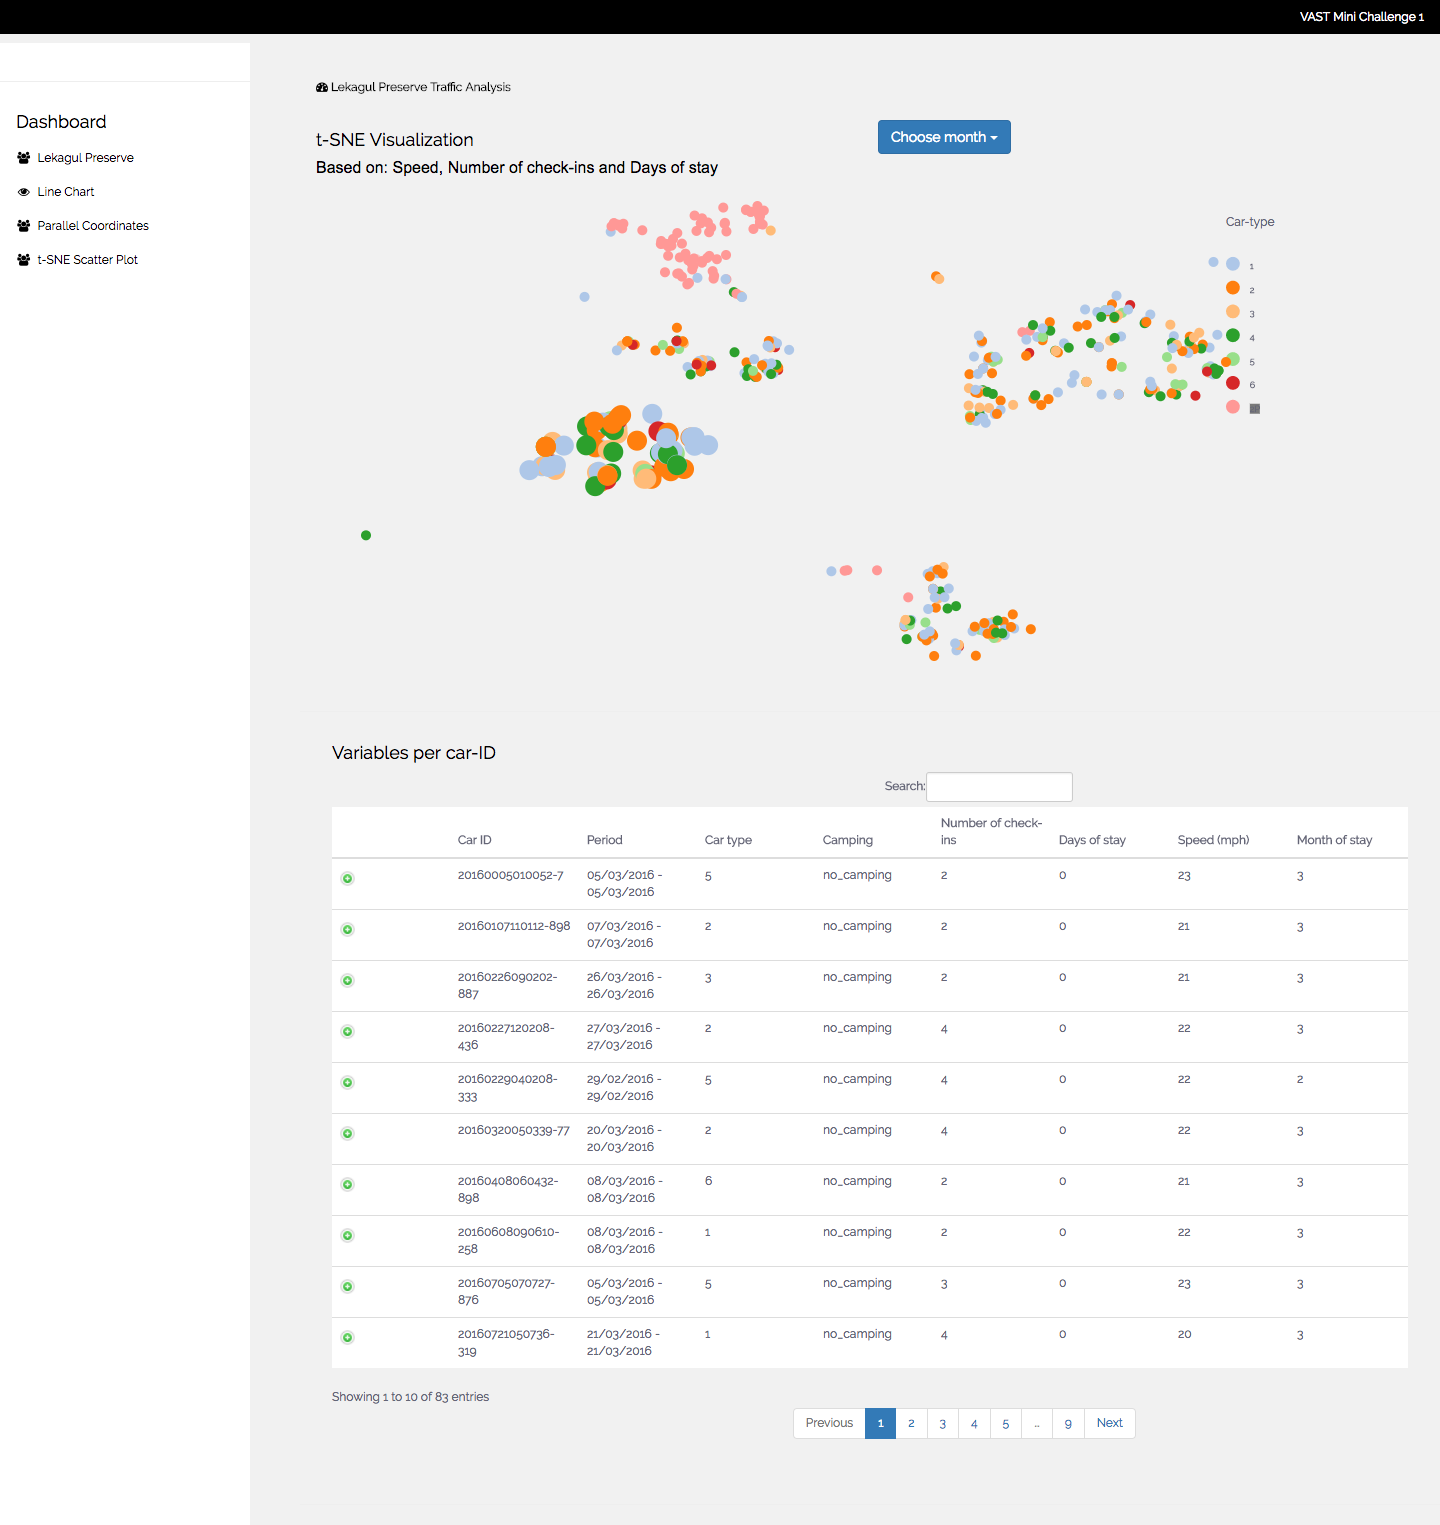 VAST Mini Challenge 1
Lekagul Preserve Traffic Analysis
Dashboard
Lekagul Preserve
Line Chart
Parallel Coordinates
t-SNE Scatter Plot
t-SNE Visualization
Choose month
Based on: Speed, Number of check-ins and Days of stay
Car-type
1
2
3
4
5
6
Variables per car-ID
Search:
Car ID Period Car type Camping Number of check-
ins Days of stay Speed (mph) Month of stay
20160005010052-7 05/03/2016 - 5 no_camping 2 0 23 3
05/03/2016
20160107110112-898 07/03/2016 - 2 no_camping 2 0 21 3
07/03/2016
20160226090202- 26/03/2016 - 3 no_camping 2 0 21 3
887 26/03/2016
20160227120208- 27/03/2016 - 2 no_camping 4 0 22 3
436 27/03/2016
20160229040208- 29/02/2016 - 5 no_camping 4 0 22 2
333 29/02/2016
20160320050339-77 20/03/2016 - 2 no_camping 4 0 22 3
20/03/2016
20160408060432- 08/03/2016 - 6 no_camping 2 0 21 3
898 08/03/2016
20160608090610- 08/03/2016 - 1 no_camping 2 0 22 3
258 08/03/2016
20160705070727- 05/03/2016 - 5 no_camping 3 0 23 3
876 05/03/2016
20160721050736- 21/03/2016 - 1 no_camping 4 0 20 3
319 21/03/2016
Showing 1 to 10 of 83 entries
Previous 1 2 3 4 5 … 9 Next